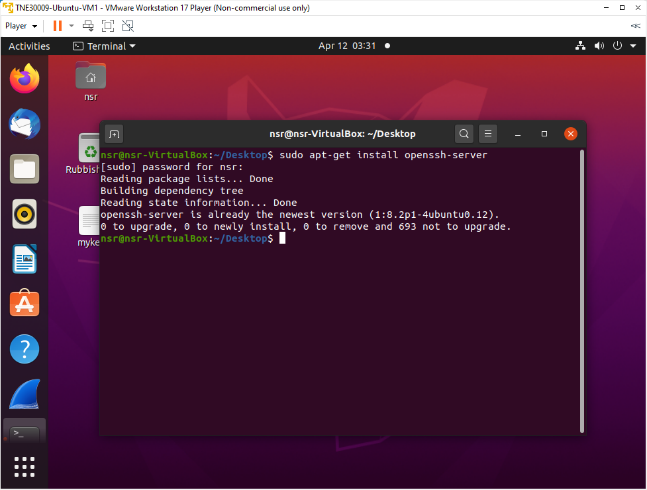 TNE30009-Ubuntu-VM1 - VMware Workstation 17 Player (Non-commercial use only)
Player
Activities
Terminal
Apr 12 03:31
nsr
Rubbish
myke
nsr@nsr-VirtualBox: ~/Desktop
nsr@nsr-VirtualBox:~/Desktop$ sudo apt-get install openssh-server
[sudo] password for nsr:
Reading package lists... Done
Building dependency tree
Reading state information... Done
openssh-server is already the newest version (1:8.2p1-4ubuntu0.12).
0 to upgrade, 0 to newly install, 0 to remove and 693 not to upgrade.
nsr@nsr-VirtualBox:~/Desktop$